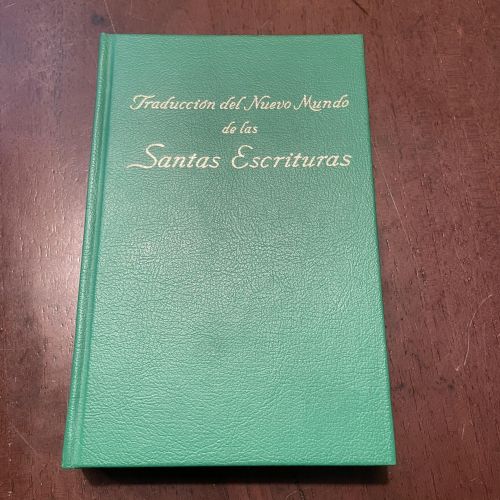 Traducción del Nuevo Mundo
de las
Santas Escrituras